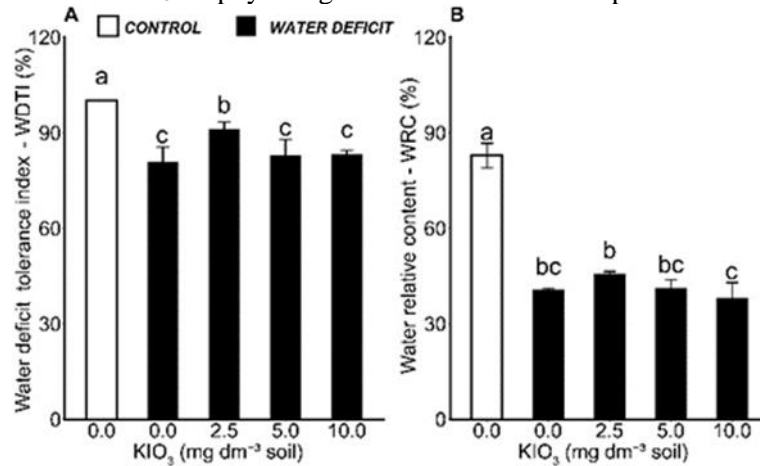 A
CONTROL WATER DEFICIT
B
120
90
60
30
0
Water deficit tolerance index - WDTI (%)
a
c
b
c
c
0.0 0.0 2.5 5.0 10.0
KIO₃ (mg dm⁻³ soil)
120
90
60
30
0
Water relative content - WRC (%)
a
bc
b
bc
c
0.0 0.0 2.5 5.0 10.0
KIO₃ (mg dm⁻³ soil)